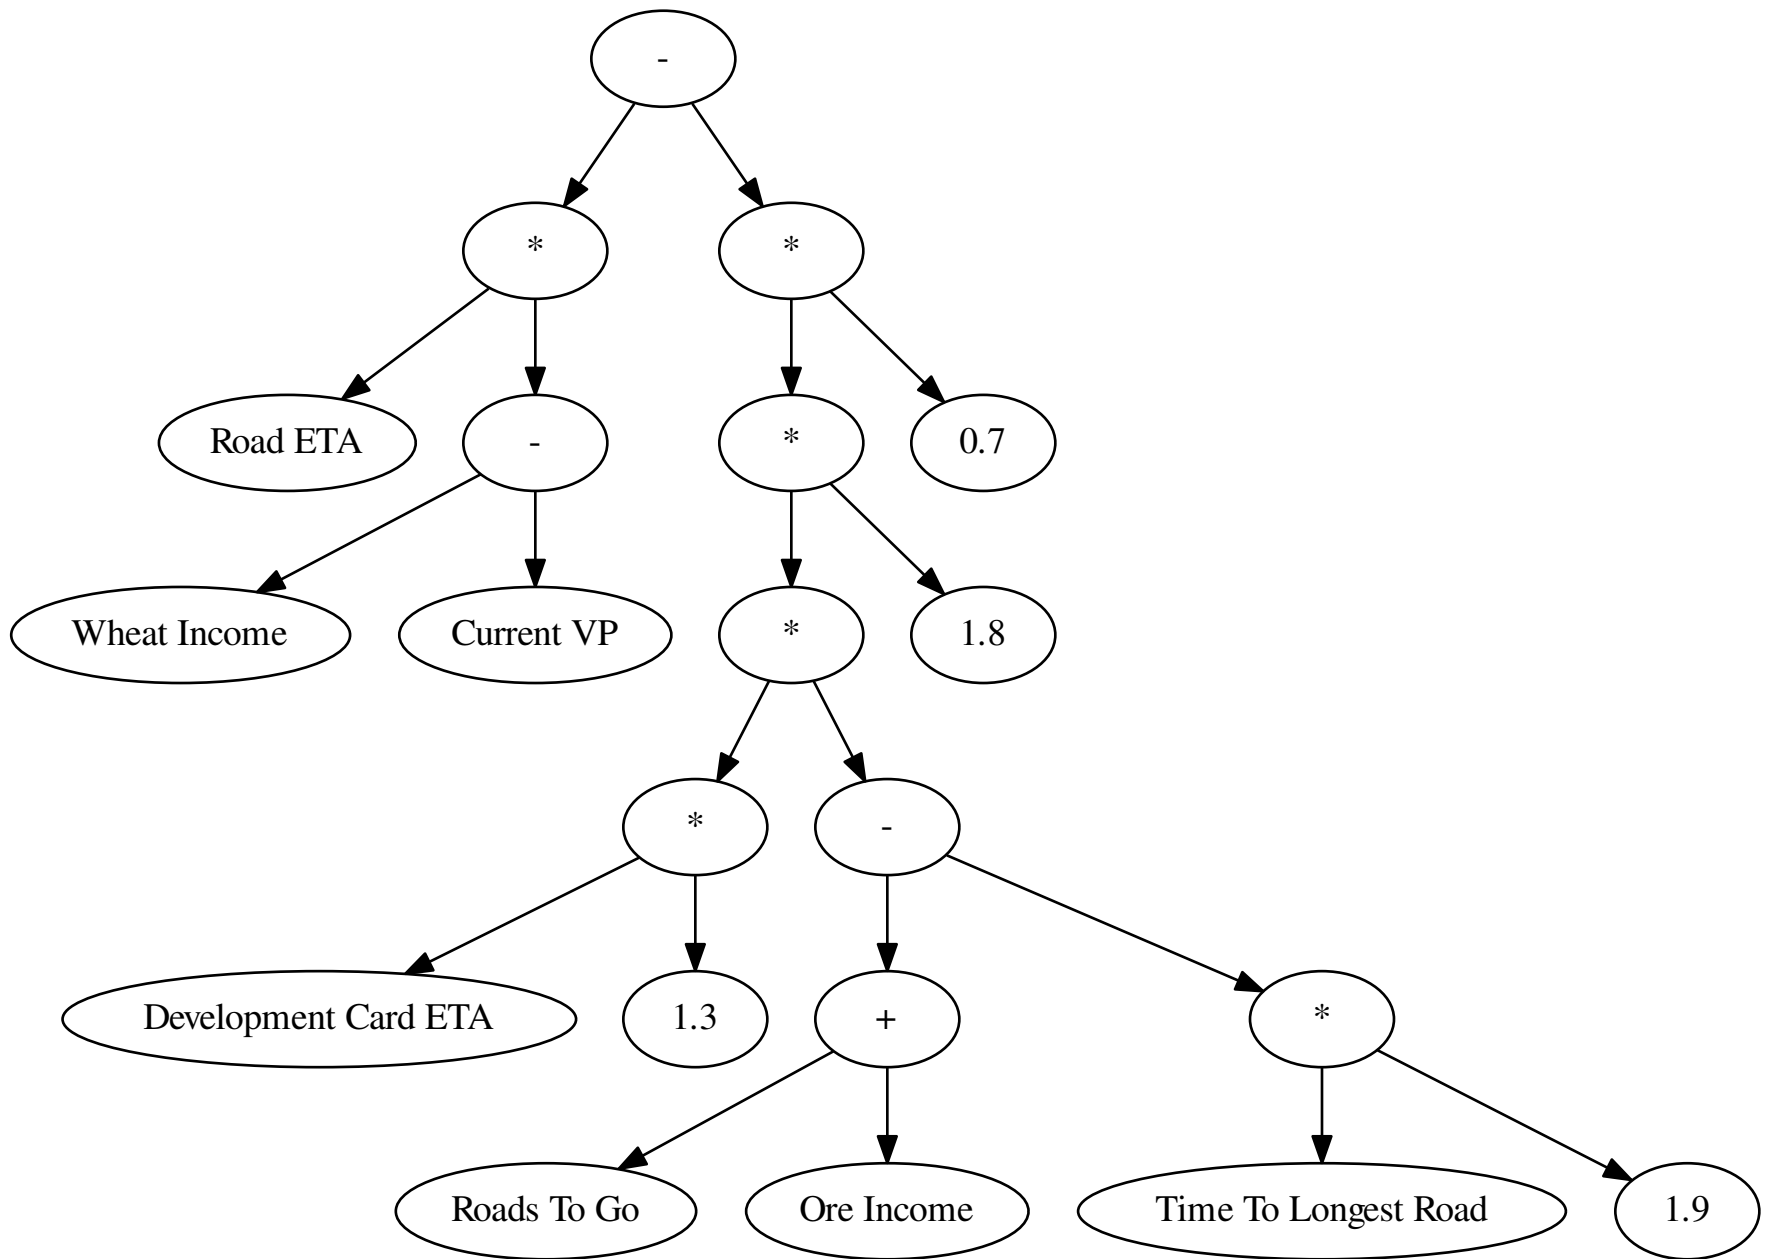 -
* *
Road ETA - * 0.7
Wheat Income Current VP * 1.8
* -
Development Card ETA 1.3 + *
Roads To Go Ore Income Time To Longest Road 1.9